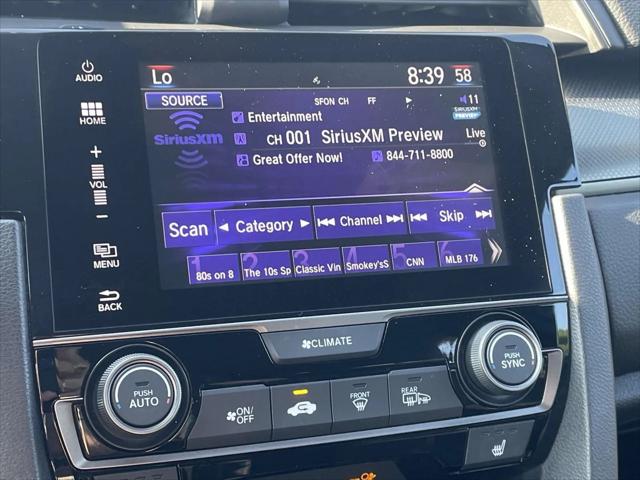 Lo 8:39 58
AUDIO
SOURCE SFON CH FF 11
SIRIUSXM PREVIEW
HOME
Entertainment
SiriusXM CH 001 SiriusXM Preview Live
Great Offer Now! 844-711-8800
+
VOL
−
Scan Category Channel Skip
MENU
1 2 3 4 5 6
80s on 8 The 10s Sp Classic Vin Smokey'sS CNN MLB 176
BACK
CLIMATE
PUSH AUTO
PUSH SYNC
ON/OFF
FRONT
REAR